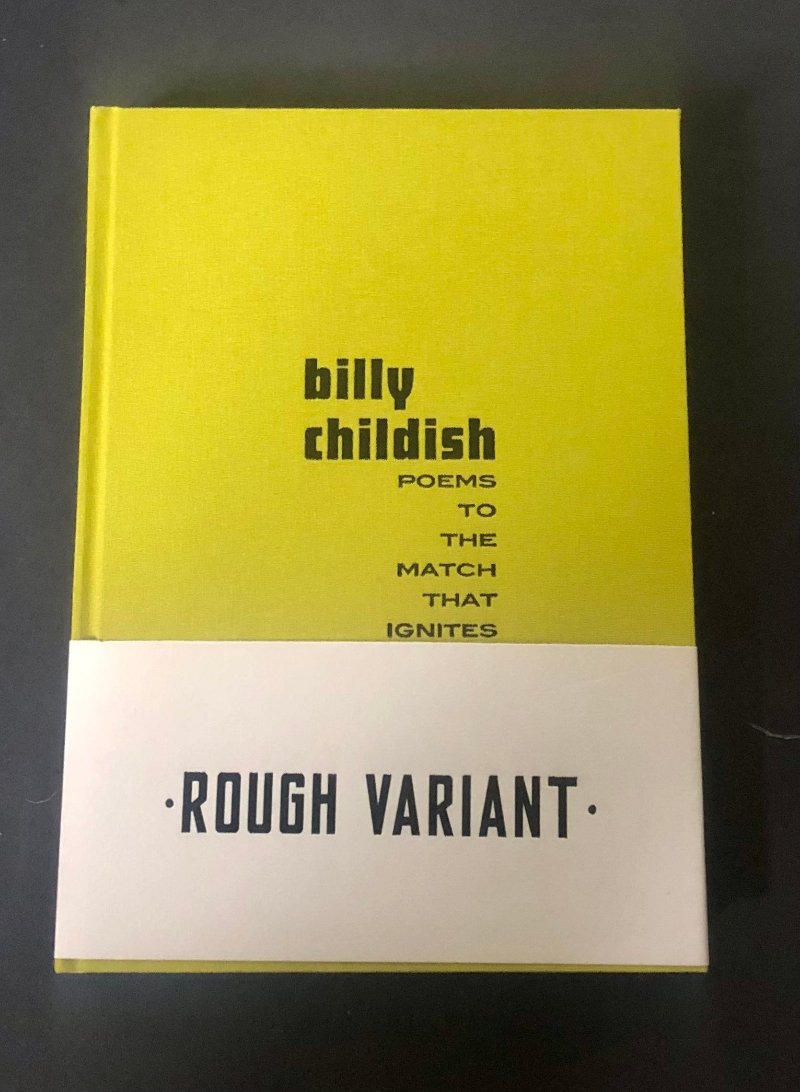 billy
childish
POEMS
TO
THE
MATCH
THAT
IGNITES
·ROUGH VARIANT·